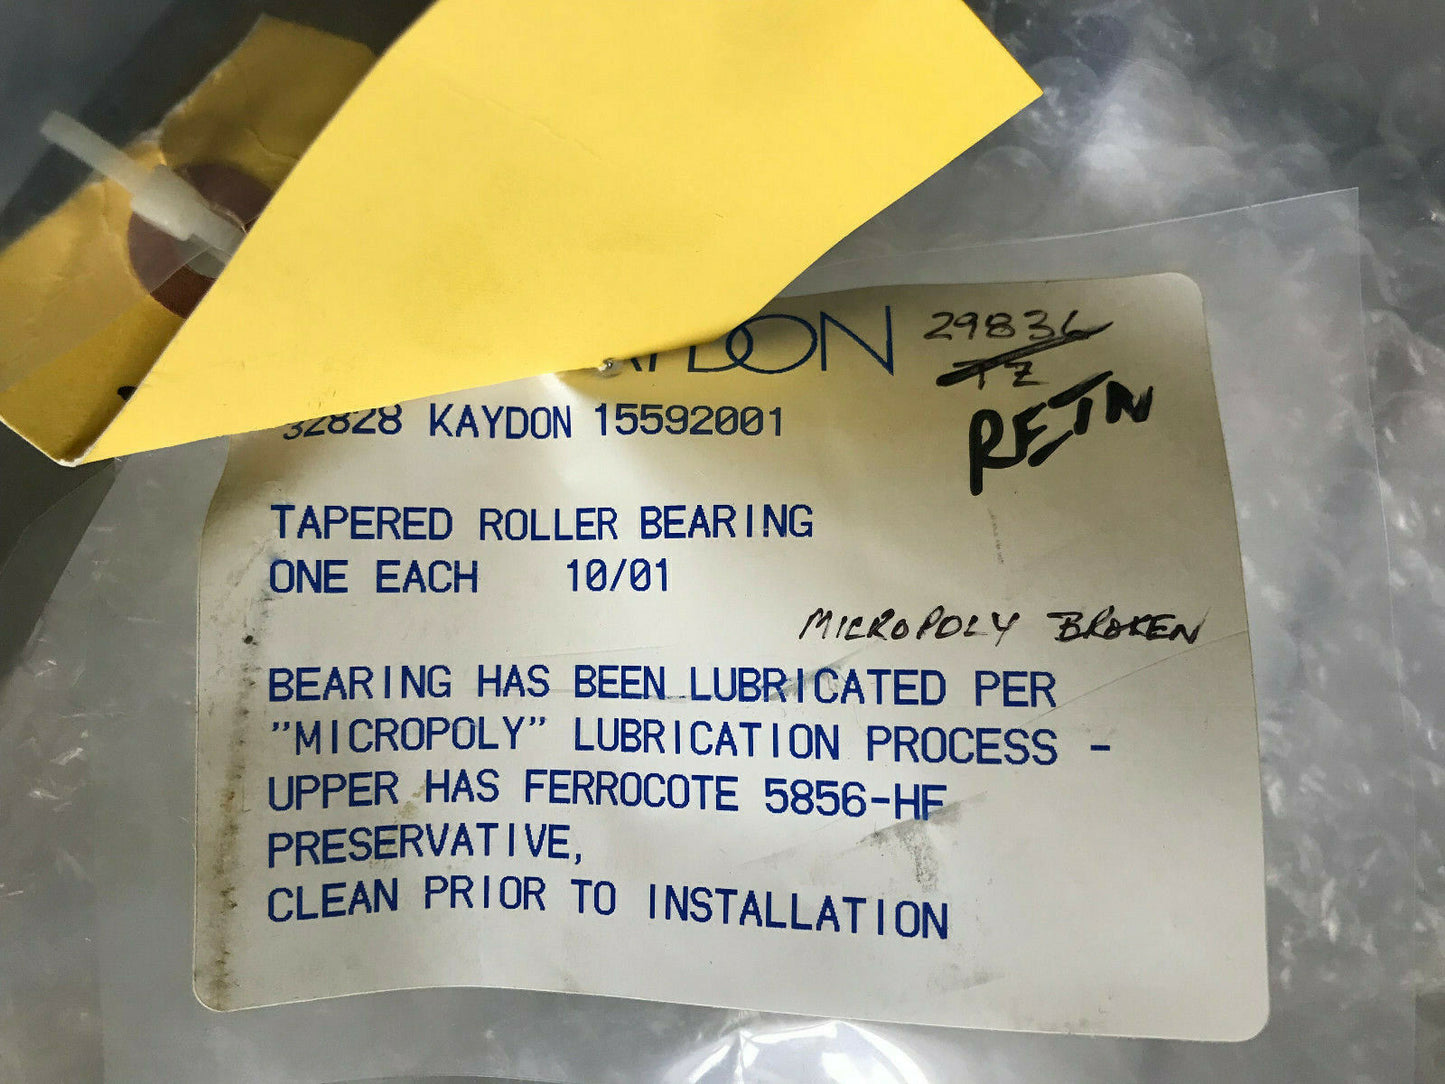 KAYDON 29836
TZ
RETN
32828 KAYDON 15592001
TAPERED ROLLER BEARING
ONE EACH 10/01
MICROPOLY BROKEN
BEARING HAS BEEN LUBRICATED PER
"MICROPOLY" LUBRICATION PROCESS -
UPPER HAS FERROCOTE 5856-HF
PRESERVATIVE,
CLEAN PRIOR TO INSTALLATION